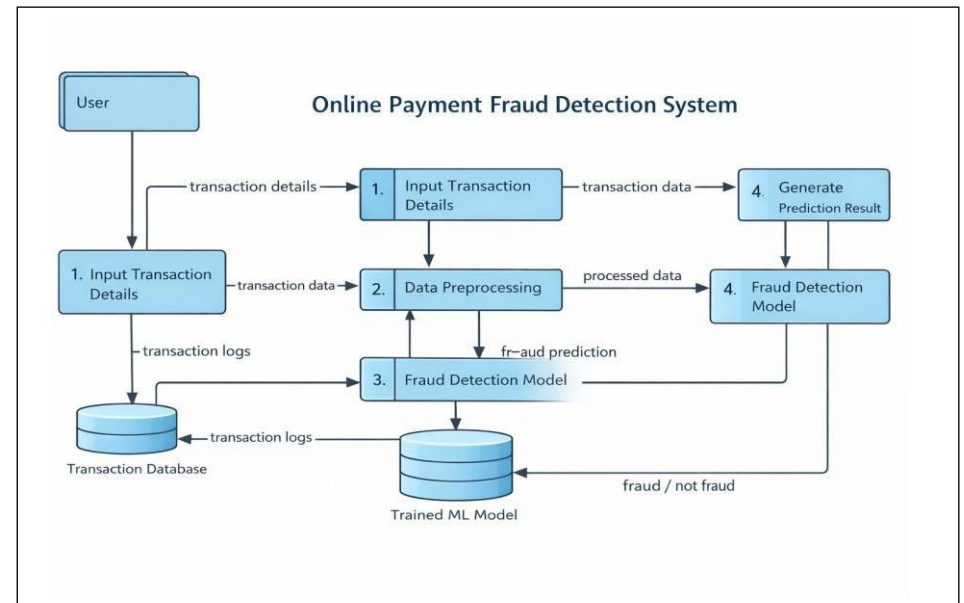 User
Online Payment Fraud Detection System
transaction details
1. Input Transaction
Details
transaction data
4. Generate
Prediction Result
1. Input Transaction
Details
transaction data
2. Data Preprocessing
processed data
4. Fraud Detection
Model
transaction logs
fr-aud prediction
3. Fraud Detection Model
transaction logs
Transaction Database
fraud / not fraud
Trained ML Model